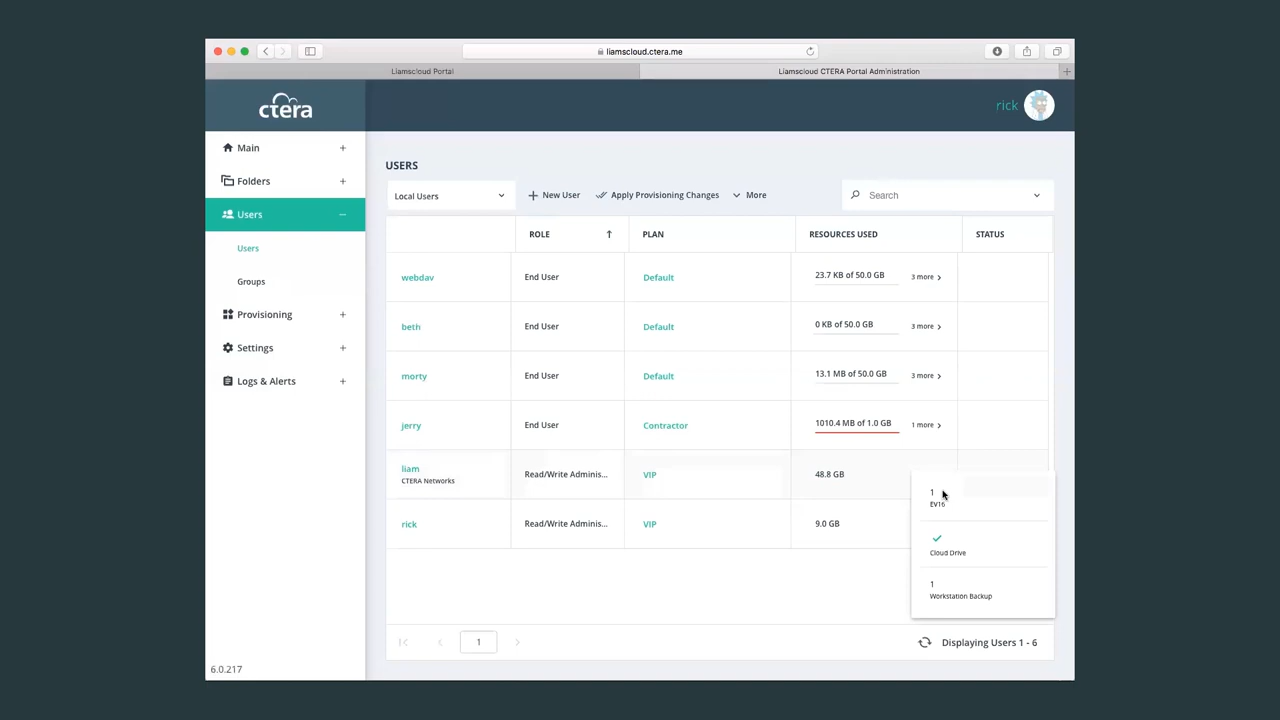 liamscloud.ctera.me
Liamscloud Portal
Liamscloud CTERA Portal Administration
ctera
rick
Main
Folders
Users
Users
Groups
Provisioning
Settings
Logs & Alerts
6.0.217
USERS
Local Users
New User
Apply Provisioning Changes
More
Search
ROLE
PLAN
RESOURCES USED
STATUS
webdav
End User
Default
23.7 KB of 50.0 GB
3 more
beth
End User
Default
0 KB of 50.0 GB
3 more
morty
End User
Default
13.1 MB of 50.0 GB
3 more
jerry
End User
Contractor
1010.4 MB of 1.0 GB
1 more
liam
CTERA Networks
Read/Write Adminis...
VIP
48.8 GB
rick
Read/Write Adminis...
VIP
9.0 GB
1
EV16
Cloud Drive
1
Workstation Backup
1
Displaying Users 1 - 6